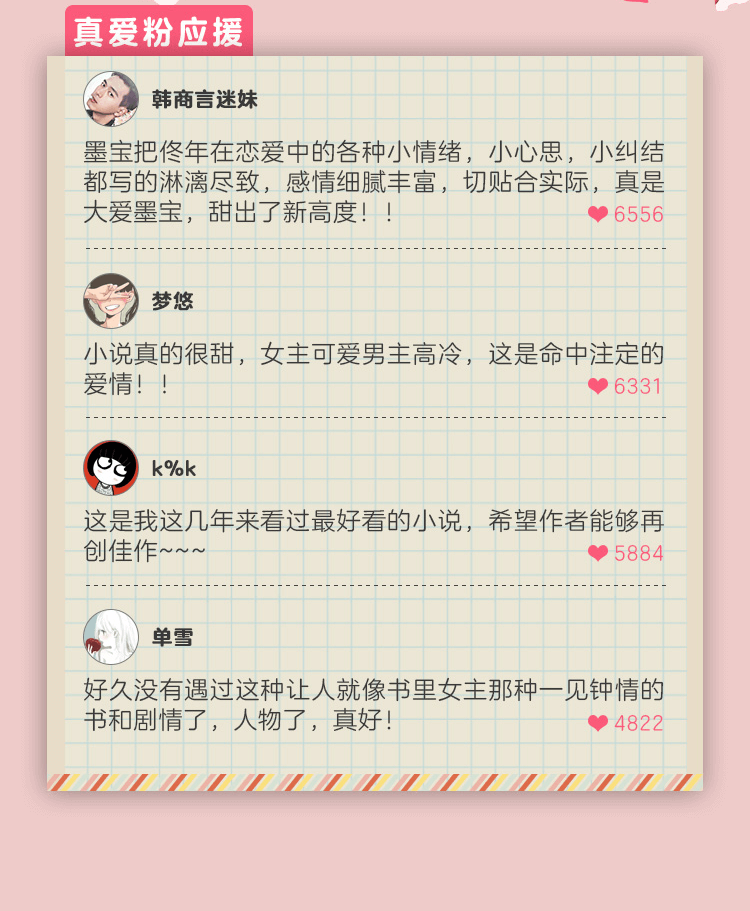 真爱粉应援
韩商言迷妹
墨宝把佟年在恋爱中的各种小情绪，小心思，小纠结
都写的淋漓尽致，感情细腻丰富，切贴合实际，真是
大爱墨宝，甜出了新高度！！
6556
梦悠
小说真的很甜，女主可爱男主高冷，这是命中注定的
爱情！！
6331
k%k
这是我这几年来看过最好看的小说，希望作者能够再
创佳作~~~
5884
单雪
好久没有遇过这种让人就像书里女主那种一见钟情的
书和剧情了，人物了，真好！
4822